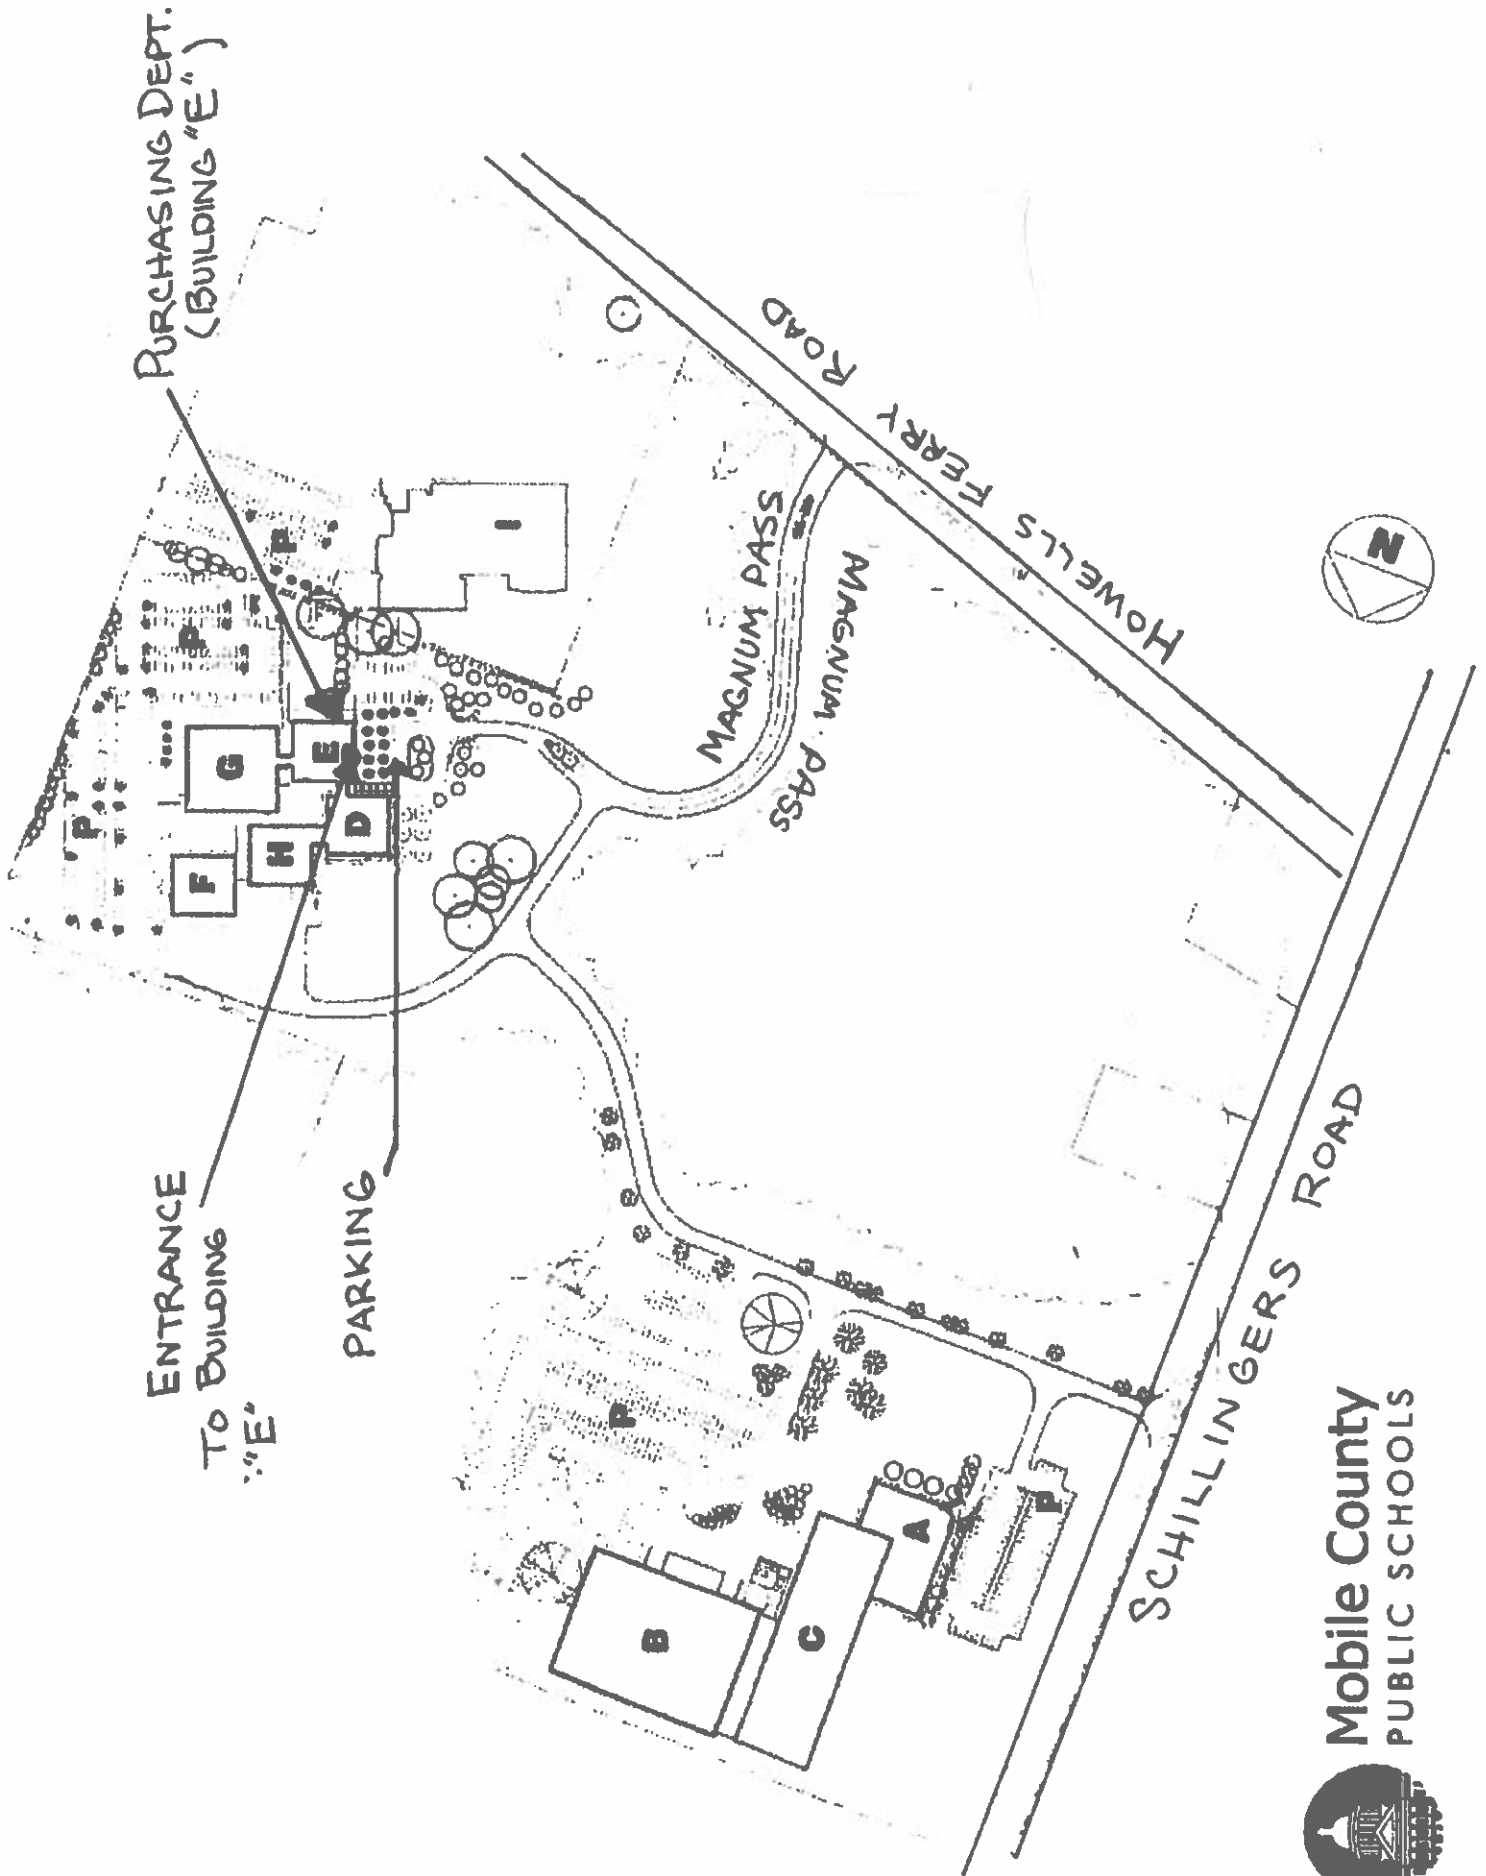 PURCHASING DEPT.
(BUILDING "E")
ENTRANCE
TO BUILDING
"E"
PARKING
P
P
P
P
P
F
G
H
E
D
I
B
C
A
MAGNUM PASS
MAGNUM PASS
HOWELLS FERRY ROAD
SCHILLINGERS ROAD
N
Mobile County
PUBLIC SCHOOLS